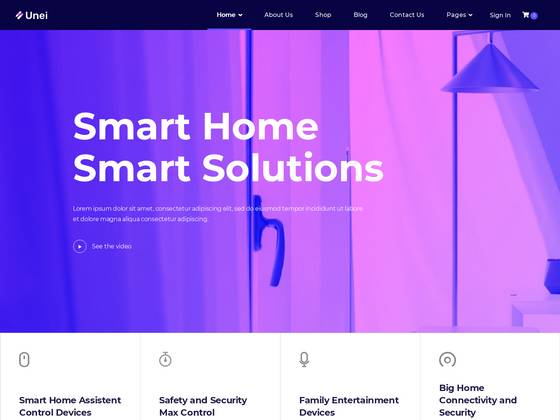 Unei
Home
About Us
Shop
Blog
Contact Us
Pages
Sign In
0
Smart Home
Smart Solutions
Lorem ipsum dolor sit amet, consectetur adipiscing elit, sed do eiusmod tempor incididunt ut labore
et dolore magna aliqua consectetur adipiscing.
See the video
Smart Home Assistent
Control Devices
Safety and Security
Max Control
Family Entertainment
Devices
Big Home
Connectivity and
Security